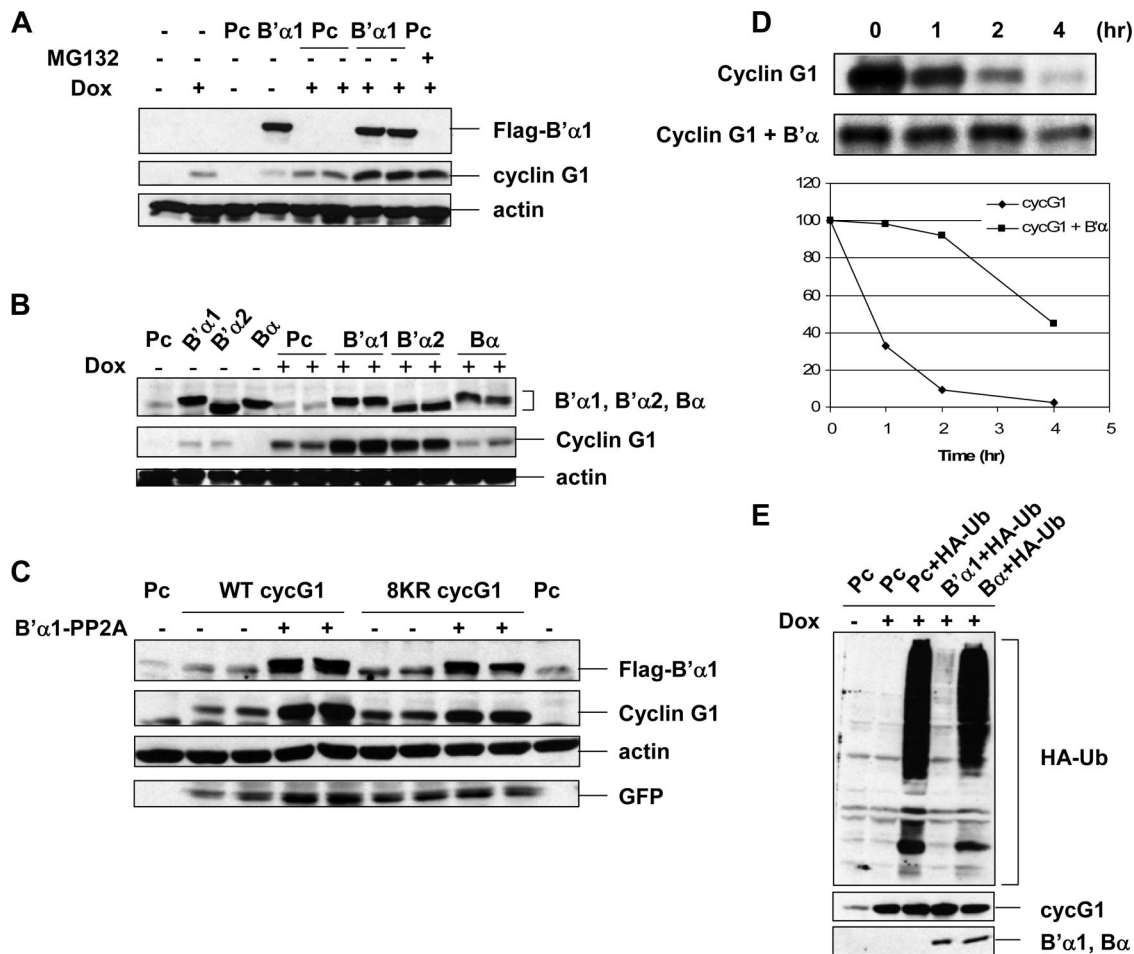 A
- - Pc B'α1 Pc B'α1 Pc
MG132 - - - - - - - - +
Dox - + - - + + + + +
Flag-B'α1
cyclin G1
actin
B
Pc B'α1 B'α2 Bα Pc B'α1 B'α2 Bα
Dox - - - - + + + + + + + +
B'α1, B'α2, Bα
Cyclin G1
actin
C
Pc WT cycG1 8KR cycG1 Pc
B'α1-PP2A - - - + + - - + + -
Flag-B'α1
Cyclin G1
actin
GFP
D
0 1 2 4 (hr)
Cyclin G1
Cyclin G1 + B'α
120
100
80
60
40
20
0
cycG1
cycG1 + B'α
0 1 2 3 4 5
Time (hr)
E
Pc Pc Pc+HA-Ub B'α1+HA-Ub Bα+HA-Ub
Dox - + + + +
HA-Ub
cycG1
B'α1, Bα